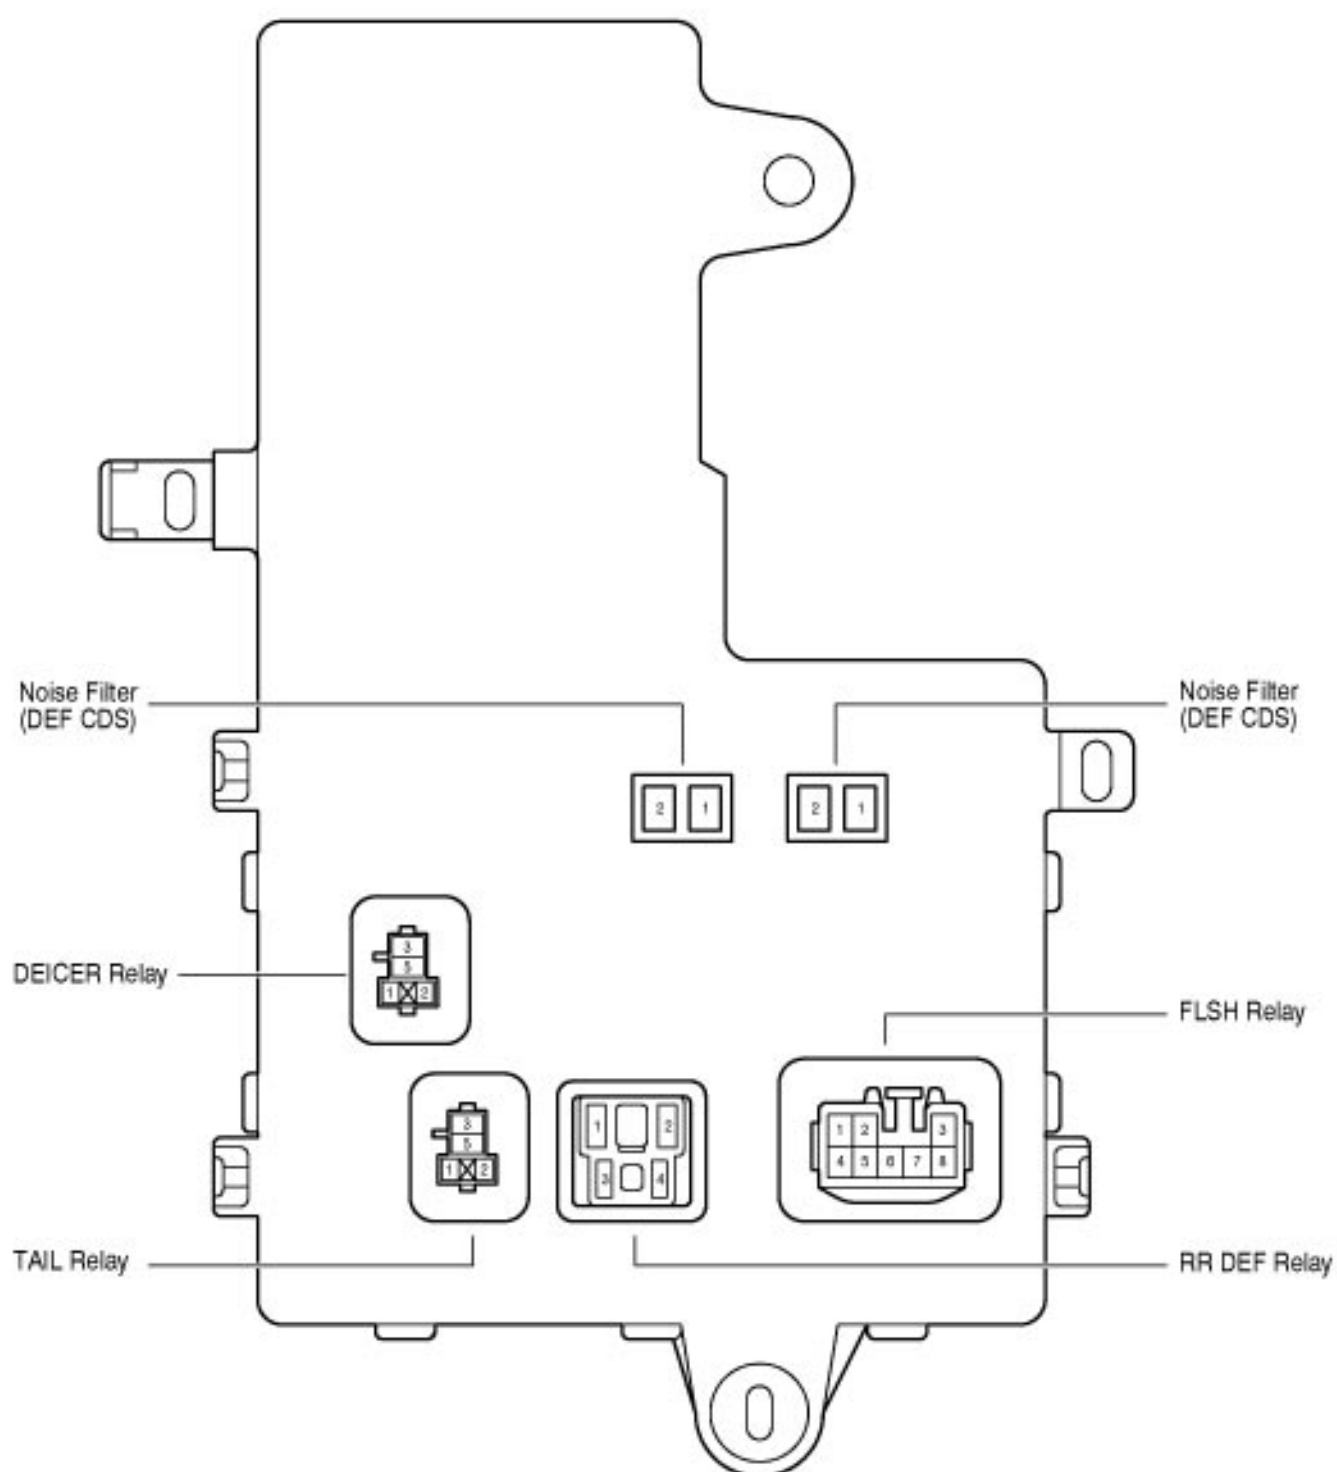 Noise Filter
(DEF CDS)
Noise Filter
(DEF CDS)
2 1
2 1
DEICER Relay
3
5
1 2
FLSH Relay
TAIL Relay
3
5
1 2
1 2
3 4
1 2 3
4 5 6 7 8
RR DEF Relay